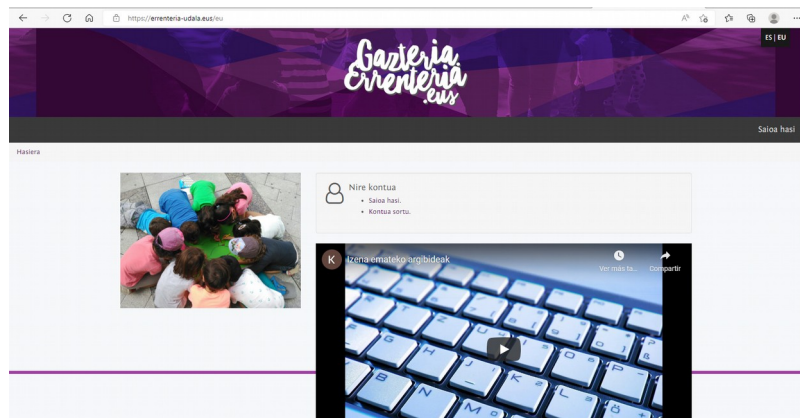 https://errenteria-udala.eus/eu
ES | EU
Gazteria.
Errenteria
.eus
Saioa hasi
Hasiera
Nire kontua
• Saioa hasi.
• Kontua sortu.
K Izena emateko argibideak
Ver más ta...
Compartir